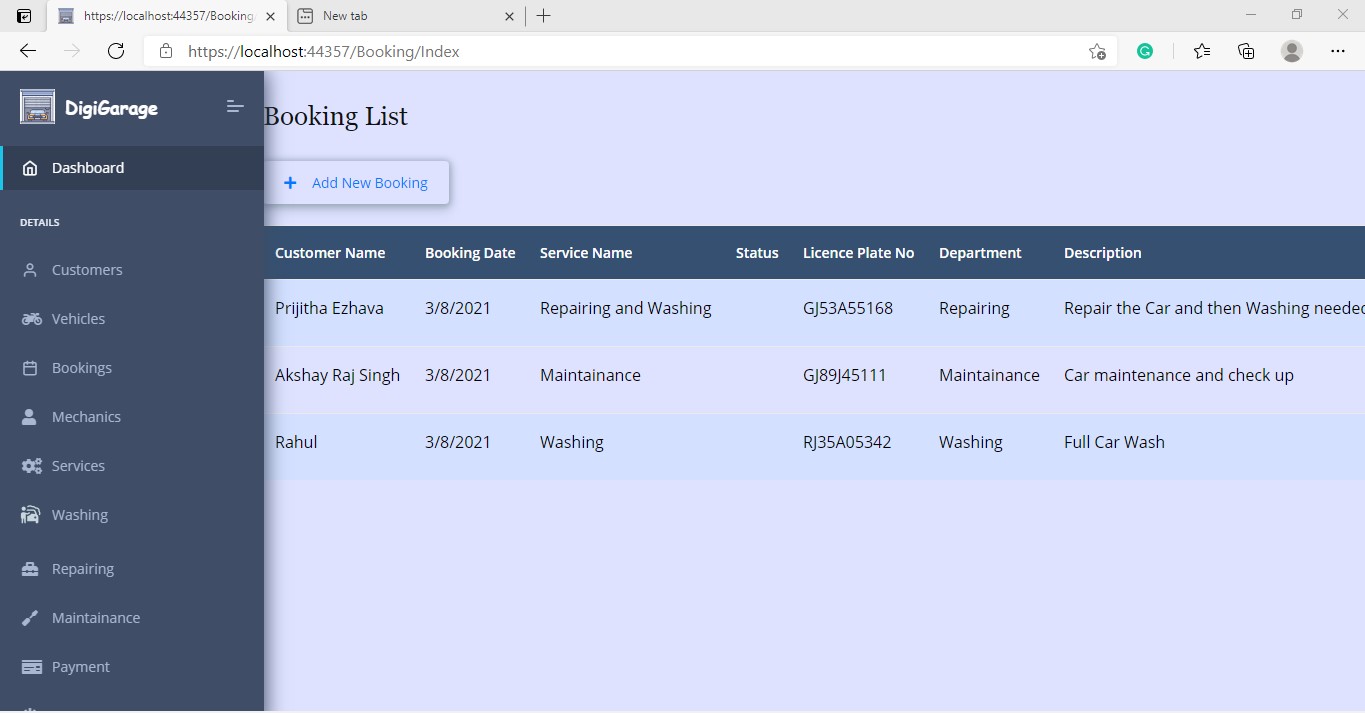 https://localhost:44357/Booking
New tab
https://localhost:44357/Booking/Index
DigiGarage
Dashboard
DETAILS
Customers
Vehicles
Bookings
Mechanics
Services
Washing
Repairing
Maintainance
Payment
Booking List
+ Add New Booking
Customer Name Booking Date Service Name Status Licence Plate No Department Description
Prijitha Ezhava 3/8/2021 Repairing and Washing GJ53A55168 Repairing Repair the Car and then Washing needed
Akshay Raj Singh 3/8/2021 Maintainance GJ89J45111 Maintainance Car maintenance and check up
Rahul 3/8/2021 Washing RJ35A05342 Washing Full Car Wash